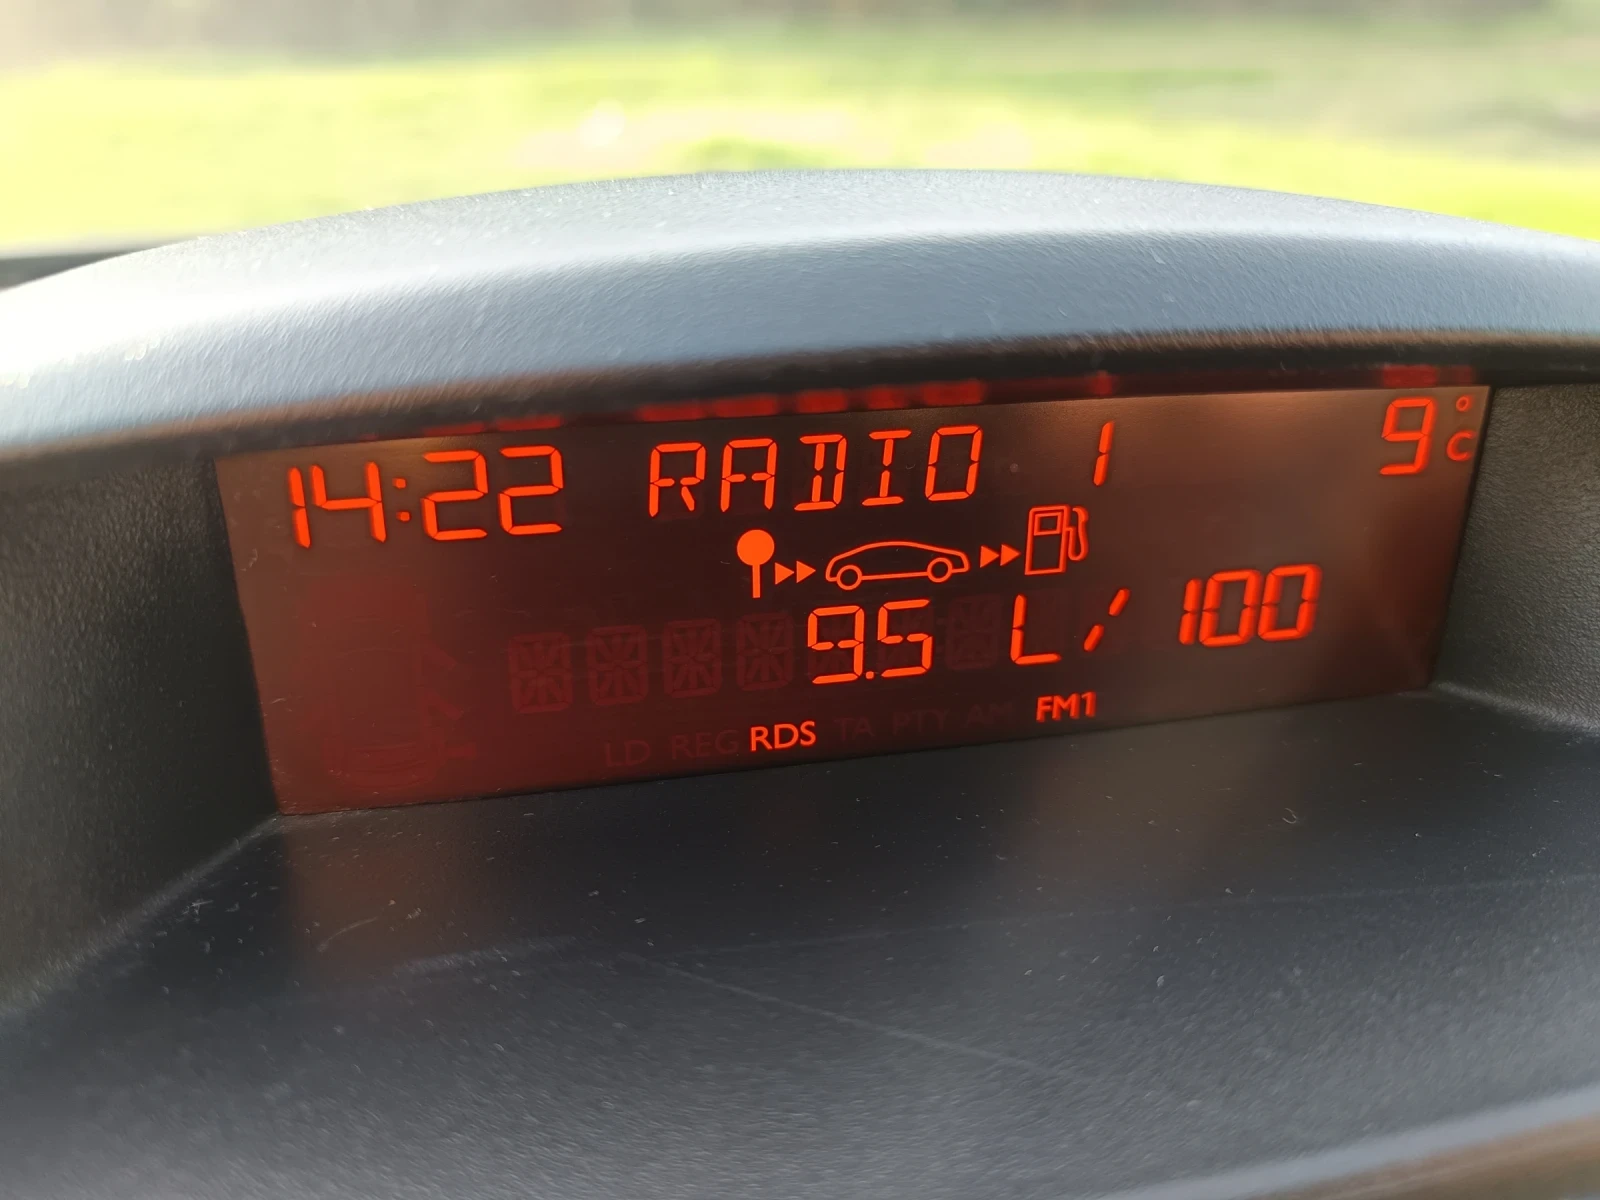 14:22 RADIO 1 9°C
9.5 L/100
LD REG RDS TA PTY AM FM1